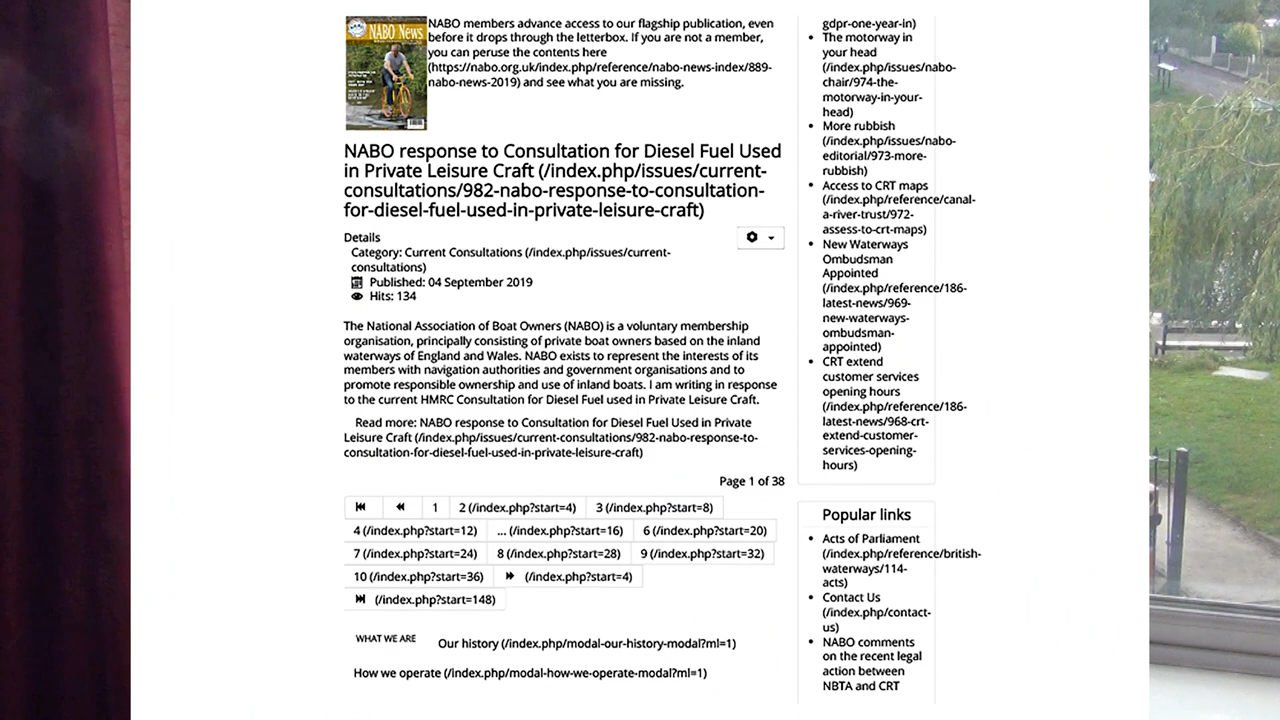 NABO News
NABO members advance access to our flagship publication, even
before it drops through the letterbox. If you are not a member,
you can peruse the contents here
(https://nabo.org.uk/index.php/reference/nabo-news-index/889-
nabo-news-2019) and see what you are missing.
NABO response to Consultation for Diesel Fuel Used
in Private Leisure Craft (/index.php/issues/current-
consultations/982-nabo-response-to-consultation-
for-diesel-fuel-used-in-private-leisure-craft)
Details
Category: Current Consultations (/index.php/issues/current-
consultations)
Published: 04 September 2019
Hits: 134
The National Association of Boat Owners (NABO) is a voluntary membership
organisation, principally consisting of private boat owners based on the inland
waterways of England and Wales. NABO exists to represent the interests of its
members with navigation authorities and government organisations and to
promote responsible ownership and use of inland boats. I am writing in response
to the current HMRC Consultation for Diesel Fuel used in Private Leisure Craft.
Read more: NABO response to Consultation for Diesel Fuel Used in Private
Leisure Craft (/index.php/issues/current-consultations/982-nabo-response-to-
consultation-for-diesel-fuel-used-in-private-leisure-craft)
Page 1 of 38
1 2 (/index.php?start=4) 3 (/index.php?start=8)
4 (/index.php?start=12) ... (/index.php?start=16) 6 (/index.php?start=20)
7 (/index.php?start=24) 8 (/index.php?start=28) 9 (/index.php?start=32)
10 (/index.php?start=36) (/index.php?start=4)
(/index.php?start=148)
WHAT WE ARE Our history (/index.php/modal-our-history-modal?ml=1)
How we operate (/index.php/modal-how-we-operate-modal?ml=1)
gdpr-one-year-in)
• The motorway in
your head
(/index.php/issues/nabo-
chair/974-the-
motorway-in-your-
head)
• More rubbish
(/index.php/issues/nabo-
editorial/973-more-
rubbish)
• Access to CRT maps
(/index.php/reference/canal-
a-river-trust/972-
assess-to-crt-maps)
• New Waterways
Ombudsman
Appointed
(/index.php/reference/186-
latest-news/969-
new-waterways-
ombudsman-
appointed)
• CRT extend
customer services
opening hours
(/index.php/reference/186-
latest-news/968-crt-
extend-customer-
services-opening-
hours)
Popular links
• Acts of Parliament
(/index.php/reference/british-
waterways/114-
acts)
• Contact Us
(/index.php/contact-
us)
• NABO comments
on the recent legal
action between
NBTA and CRT